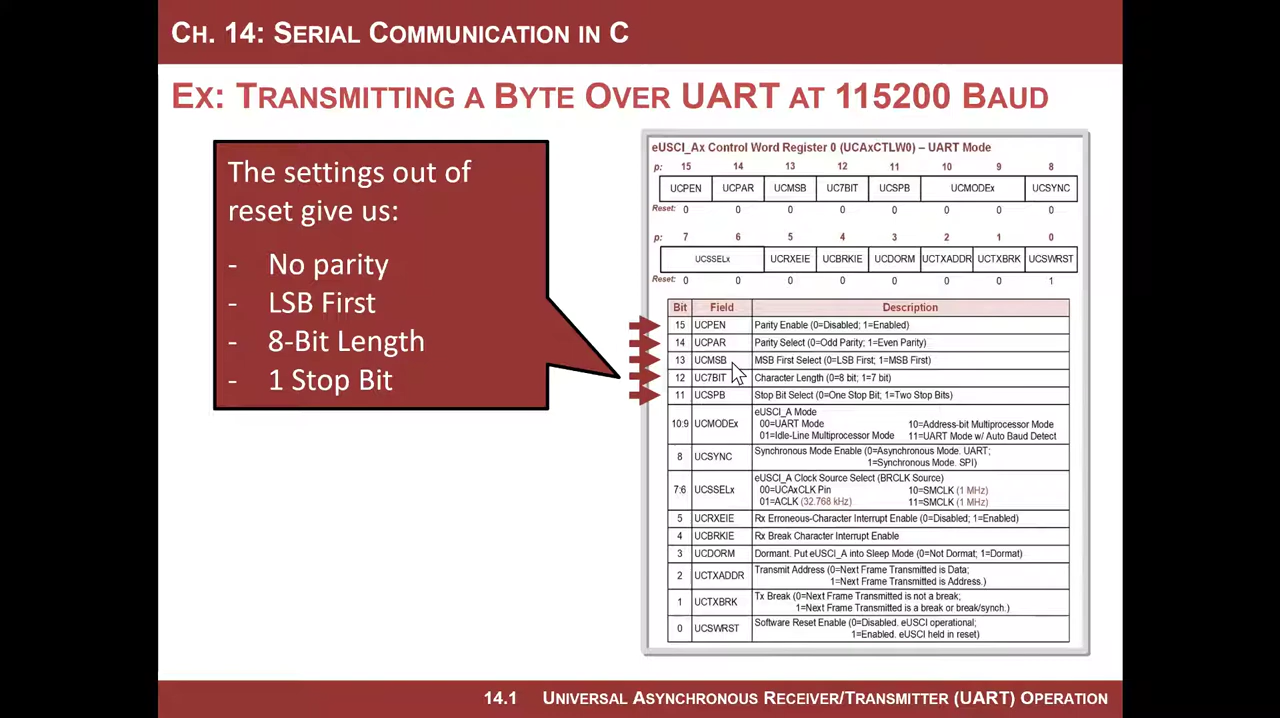 CH. 14: SERIAL COMMUNICATION IN C
EX: TRANSMITTING A BYTE OVER UART AT 115200 BAUD
The settings out of
reset give us:
- No parity
- LSB First
- 8-Bit Length
- 1 Stop Bit
eUSCI_Ax Control Word Register 0 (UCAxCTLW0) – UART Mode
p: 15 14 13 12 11 10 9 8
UCPEN UCPAR UCMSB UC7BIT UCSPB UCMODEx UCSYNC
Reset: 0 0 0 0 0 0 0 0
p: 7 6 5 4 3 2 1 0
UCSSELx UCRXEIE UCBRKIE UCDORM UCTXADDR UCTXBRK UCSWRST
Reset: 0 0 0 0 0 0 0 1
Bit Field Description
15 UCPEN Parity Enable (0=Disabled; 1=Enabled)
14 UCPAR Parity Select (0=Odd Parity; 1=Even Parity)
13 UCMSB MSB First Select (0=LSB First; 1=MSB First)
12 UC7BIT Character Length (0=8 bit; 1=7 bit)
11 UCSPB Stop Bit Select (0=One Stop Bit; 1=Two Stop Bits)
10:9 UCMODEx eUSCI_A Mode
00=UART Mode 10=Address-bit Multiprocessor Mode
01=Idle-Line Multiprocessor Mode 11=UART Mode w/ Auto Baud Detect
8 UCSYNC Synchronous Mode Enable (0=Asynchronous Mode. UART;
1=Synchronous Mode. SPI)
7:6 UCSSELx eUSCI_A Clock Source Select (BRCLK Source)
00=UCAxCLK Pin 10=SMCLK (1 MHz)
01=ACLK (32.768 kHz) 11=SMCLK (1 MHz)
5 UCRXEIE Rx Erroneous-Character Interrupt Enable (0=Disabled; 1=Enabled)
4 UCBRKIE Rx Break Character Interrupt Enable
3 UCDORM Dormant. Put eUSCI_A into Sleep Mode (0=Not Dormat; 1=Dormat)
2 UCTXADDR Transmit Address (0=Next Frame Transmitted is Data;
1=Next Frame Transmitted is Address.)
1 UCTXBRK Tx Break (0=Next Frame Transmitted is not a break;
1=Next Frame Transmitted is a break or break/synch.)
0 UCSWRST Software Reset Enable (0=Disabled. eUSCI operational;
1=Enabled. eUSCI held in reset)
14.1 UNIVERSAL ASYNCHRONOUS RECEIVER/TRANSMITTER (UART) OPERATION